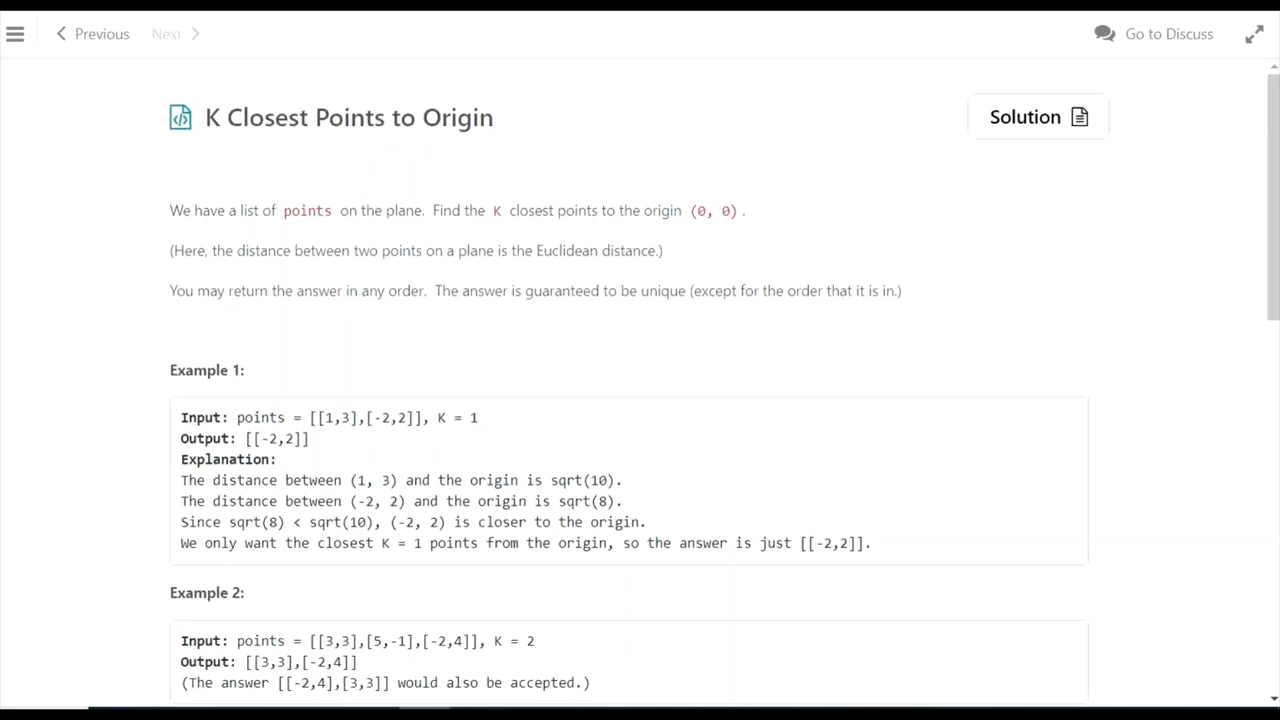 Previous Next Go to Discuss
K Closest Points to Origin
Solution
We have a list of points on the plane. Find the K closest points to the origin (0, 0).
(Here, the distance between two points on a plane is the Euclidean distance.)
You may return the answer in any order. The answer is guaranteed to be unique (except for the order that it is in.)
Example 1:
Input: points = [[1,3],[-2,2]], K = 1
Output: [[-2,2]]
Explanation:
The distance between (1, 3) and the origin is sqrt(10).
The distance between (-2, 2) and the origin is sqrt(8).
Since sqrt(8) < sqrt(10), (-2, 2) is closer to the origin.
We only want the closest K = 1 points from the origin, so the answer is just [[-2,2]].
Example 2:
Input: points = [[3,3],[5,-1],[-2,4]], K = 2
Output: [[3,3],[-2,4]]
(The answer [[-2,4],[3,3]] would also be accepted.)